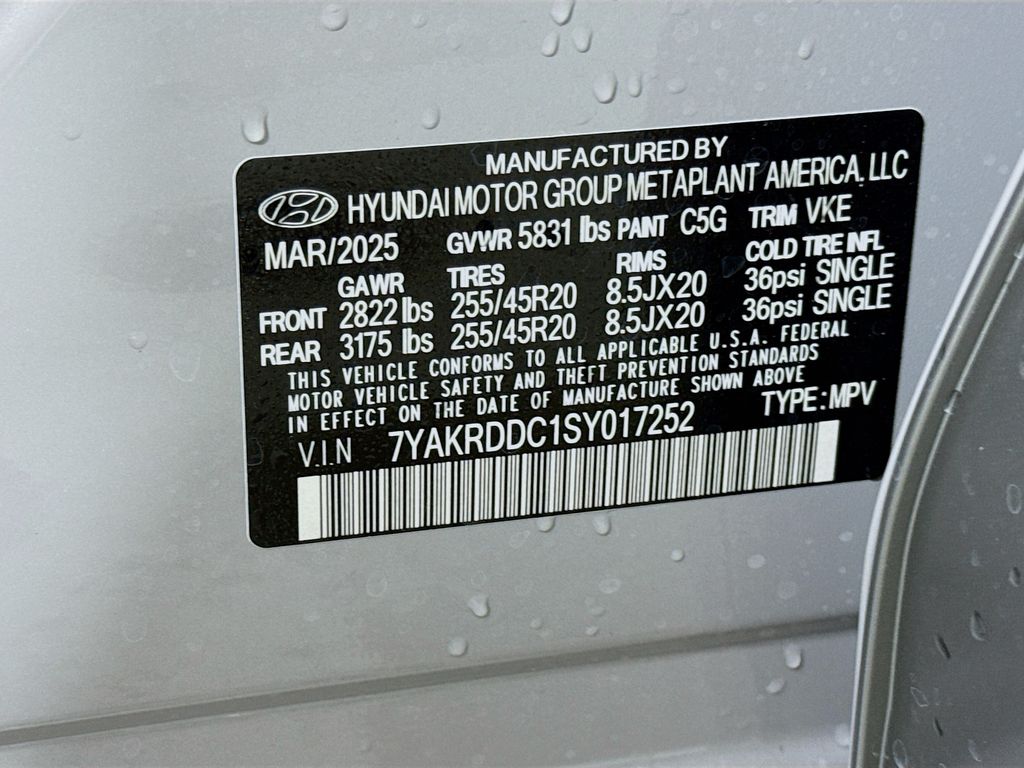 MANUFACTURED BY
HYUNDAI MOTOR GROUP METAPLANT AMERICA. LLC
MAR/2025 GVWR 5831 lbs PAINT C5G TRIM VKE
GAWR TIRES RIMS COLD TIRE INFL
FRONT 2822 lbs 255/45R20 8.5JX20 36psi SINGLE
REAR 3175 lbs 255/45R20 8.5JX20 36psi SINGLE
THIS VEHICLE CONFORMS TO ALL APPLICABLE U.S.A. FEDERAL
MOTOR VEHICLE SAFETY AND THEFT PREVENTION STANDARDS
IN EFFECT ON THE DATE OF MANUFACTURE SHOWN ABOVE
V.I.N 7YAKRDDC1SY017252 TYPE: MPV